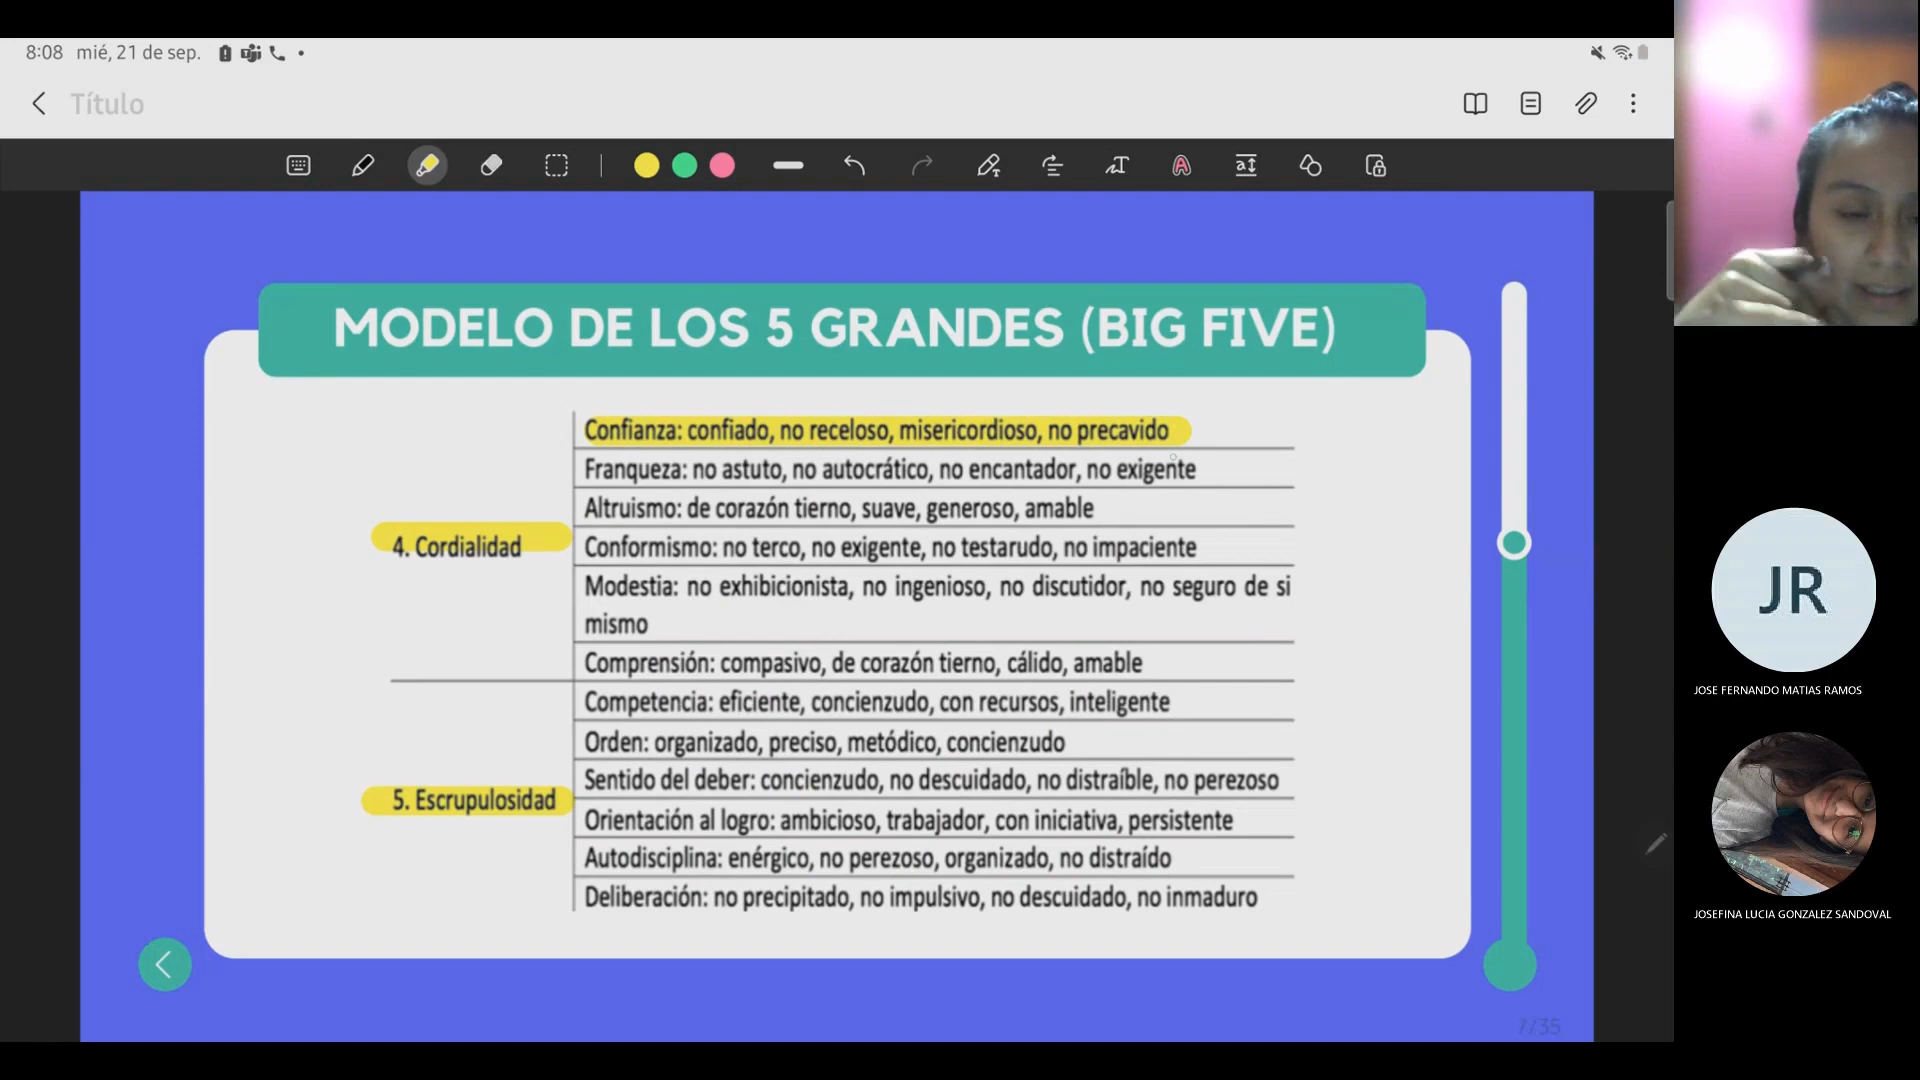 8:08 mié, 21 de sep.
Título
MODELO DE LOS 5 GRANDES (BIG FIVE)
Confianza: confiado, no receloso, misericordioso, no precavido
Franqueza: no astuto, no autocrático, no encantador, no exigente
Altruismo: de corazón tierno, suave, generoso, amable
4. Cordialidad
Conformismo: no terco, no exigente, no testarudo, no impaciente
Modestia: no exhibicionista, no ingenioso, no discutidor, no seguro de si
mismo
Comprensión: compasivo, de corazón tierno, cálido, amable
Competencia: eficiente, concienzudo, con recursos, inteligente
Orden: organizado, preciso, metódico, concienzudo
Sentido del deber: concienzudo, no descuidado, no distraíble, no perezoso
5. Escrupulosidad
Orientación al logro: ambicioso, trabajador, con iniciativa, persistente
Autodisciplina: enérgico, no perezoso, organizado, no distraído
Deliberación: no precipitado, no impulsivo, no descuidado, no inmaduro
7/35
JR
JOSE FERNANDO MATIAS RAMOS
JOSEFINA LUCIA GONZALEZ SANDOVAL